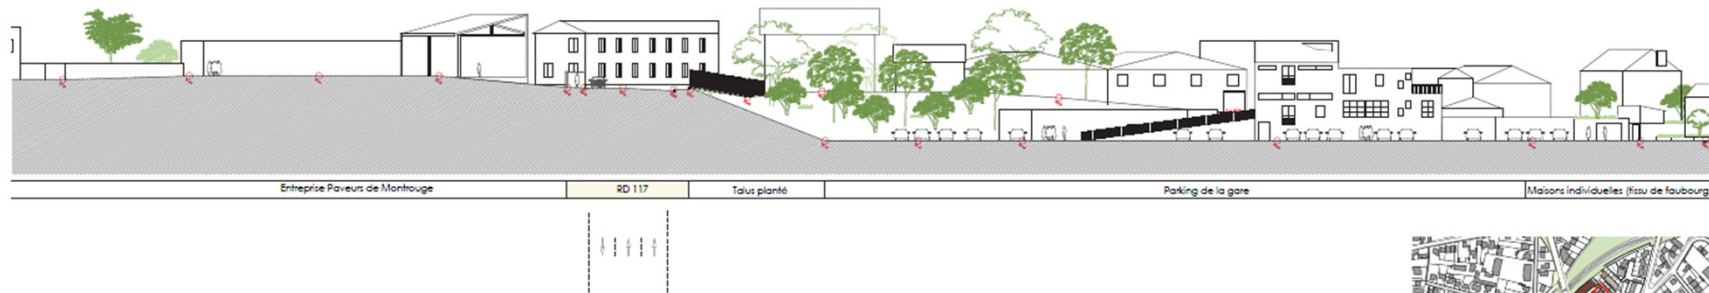 Entreprise Paveurs de Montrouge
RD 117
Talus planté
Parking de la gare
Maisons individuelles (tissu de faubourg